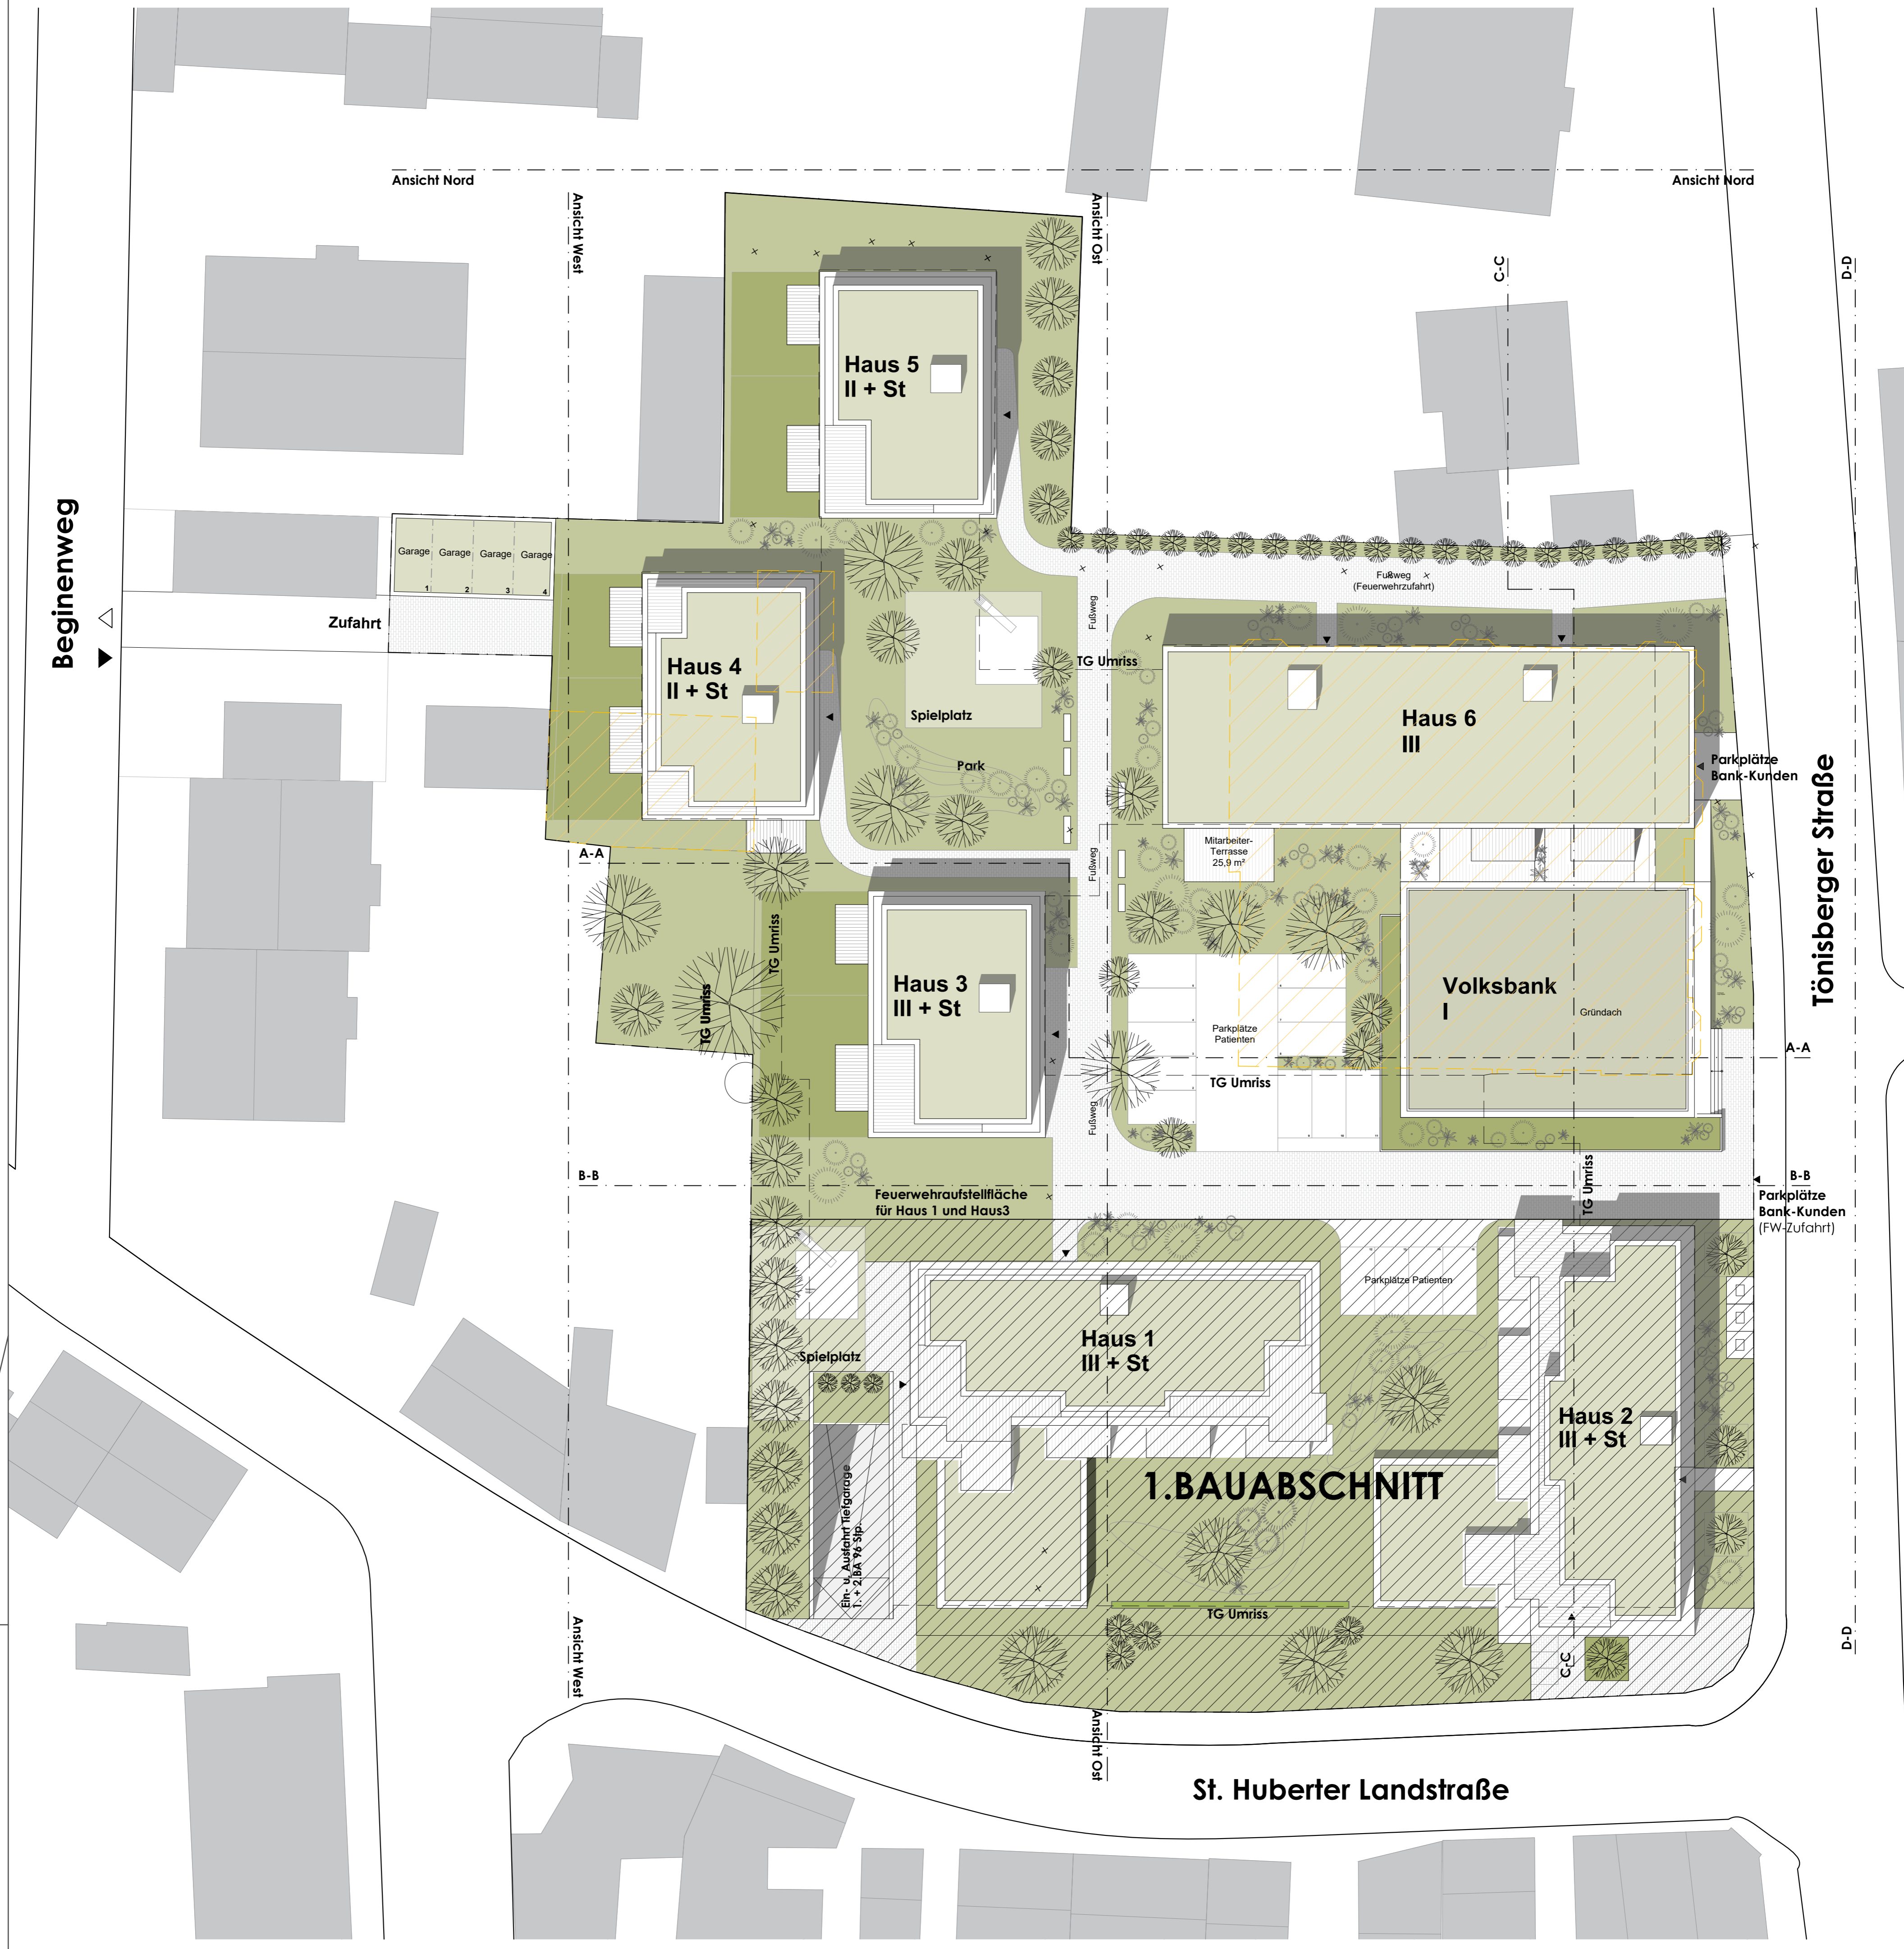 Ansicht Nord
Ansicht Nord
Ansicht West
Ansicht Ost
C-C
D-D
Haus 5
II + St
Beginenweg
Garage
Garage
Garage
Garage
1
2
3
4
Zufahrt
Fußweg
(Feuerwehrzufahrt)
Fußweg
TG Umriss
Haus 4
II + St
Spielplatz
Park
Haus 6
III
Parkplätze
Bank-Kunden
Tönisberger Straße
Mitarbeiter-
Terrasse
25,9 m²
A-A
Fußweg
TG Umriss
TG Umriss
Haus 3
III + St
Volksbank
I
Gründach
Parkplätze
Patienten
A-A
TG Umriss
Fußweg
B-B
B-B
TG Umriss
Feuerwehraufstellfläche
für Haus 1 und Haus3
Parkplätze
Bank-Kunden
(FW-Zufahrt)
Parkplätze Patienten
Haus 1
III + St
Spielplatz
Haus 2
III + St
1.BAUABSCHNITT
Ein- u. Ausfahrt Tiefgarage
1. + 2.BA 96 Stp.
TG Umriss
Ansicht West
C-C
D-D
Ansicht Ost
St. Huberter Landstraße